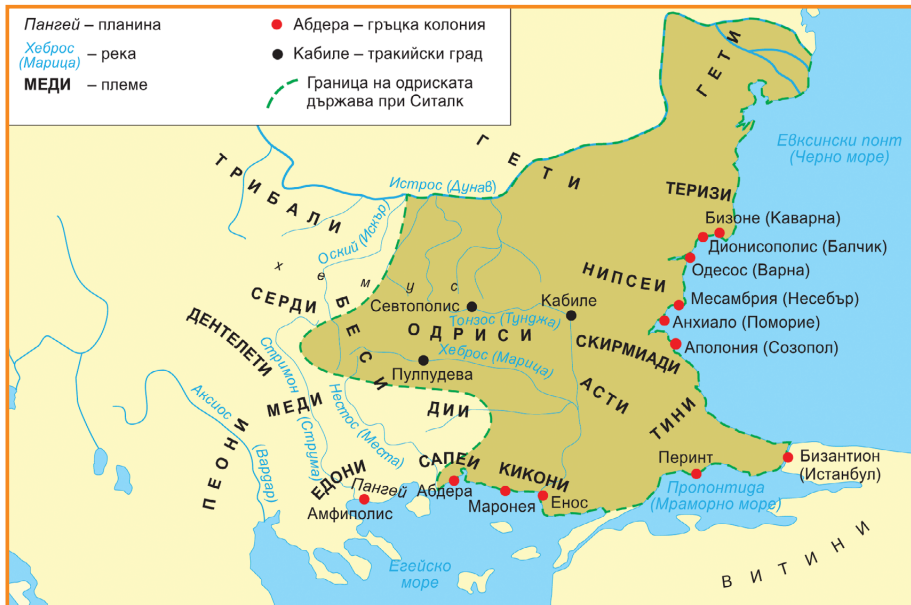 Пангей – планина
Хеброс
(Марица) – река
МЕДИ – племе
Абдера – гръцка колония
Кабиле – тракийски град
Граница на одриската
държава при Ситалк
ГЕТИ
ГЕТИ
Евксински понт
(Черно море)
ТРИБАЛИ
Истрос (Дунав)
ТЕРИЗИ
Оский (Искър)
Бизоне (Каварна)
Дионисополис (Балчик)
Одесос (Варна)
хемус
НИПСЕИ
СЕРДИ
БЕСИ
Севтополис
Кабиле
Месамбрия (Несебър)
Тонзос (Тунджа)
Анхиало (Поморие)
ДЕНТЕЛЕТИ
ОДРИСИ
СКИРМИАДИ
Аполония (Созопол)
Хеброс (Марица)
Пулпудева
Стримон (Струма)
Аксиос (Вардар)
Нестос (Места)
МЕДИ
ДИИ
АСТИ
ТИНИ
ПЕОНИ
ЕДОНИ
САПЕИ
КИКОНИ
Перинт
Бизантион
(Истанбул)
Пангей
Абдера
Пропонтида
(Мраморно море)
Амфиполис
Маронея
Енос
Егейско
море
ВИТИНИ